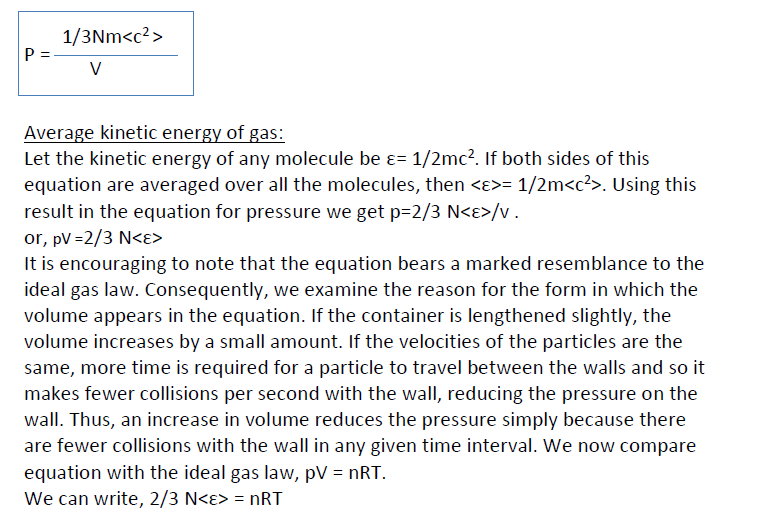 1/3Nm<c²>
P =
V
Average kinetic energy of gas:
Let the kinetic energy of any molecule be ε= 1/2mc². If both sides of this
equation are averaged over all the molecules, then <ε>= 1/2m<c²>. Using this
result in the equation for pressure we get p=2/3 N<ε>/v .
or, pV =2/3 N<ε>
It is encouraging to note that the equation bears a marked resemblance to the
ideal gas law. Consequently, we examine the reason for the form in which the
volume appears in the equation. If the container is lengthened slightly, the
volume increases by a small amount. If the velocities of the particles are the
same, more time is required for a particle to travel between the walls and so it
makes fewer collisions per second with the wall, reducing the pressure on the
wall. Thus, an increase in volume reduces the pressure simply because there
are fewer collisions with the wall in any given time interval. We now compare
equation with the ideal gas law, pV = nRT.
We can write, 2/3 N<ε> = nRT